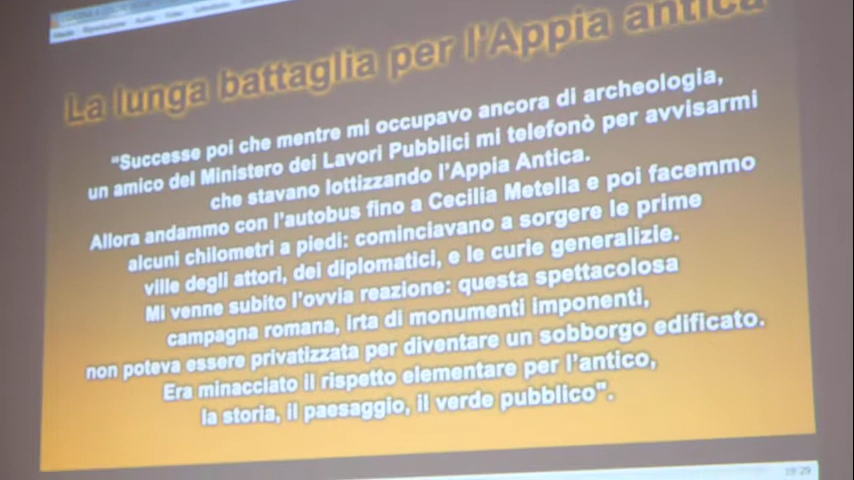 La lunga battaglia per l'Appia antica
"Successe poi che mentre mi occupavo ancora di archeologia,
un amico del Ministero dei Lavori Pubblici mi telefonò per avvisarmi
che stavano lottizzando l'Appia Antica.
Allora andammo con l'autobus fino a Cecilia Metella e poi facemmo
alcuni chilometri a piedi: cominciavano a sorgere le prime
ville degli attori, dei diplomatici, e le curie generalizie.
Mi venne subito l'ovvia reazione: questa spettacolosa
campagna romana, irta di monumenti imponenti,
non poteva essere privatizzata per diventare un sobborgo edificato.
Era minacciato il rispetto elementare per l'antico,
la storia, il paesaggio, il verde pubblico".
19:29